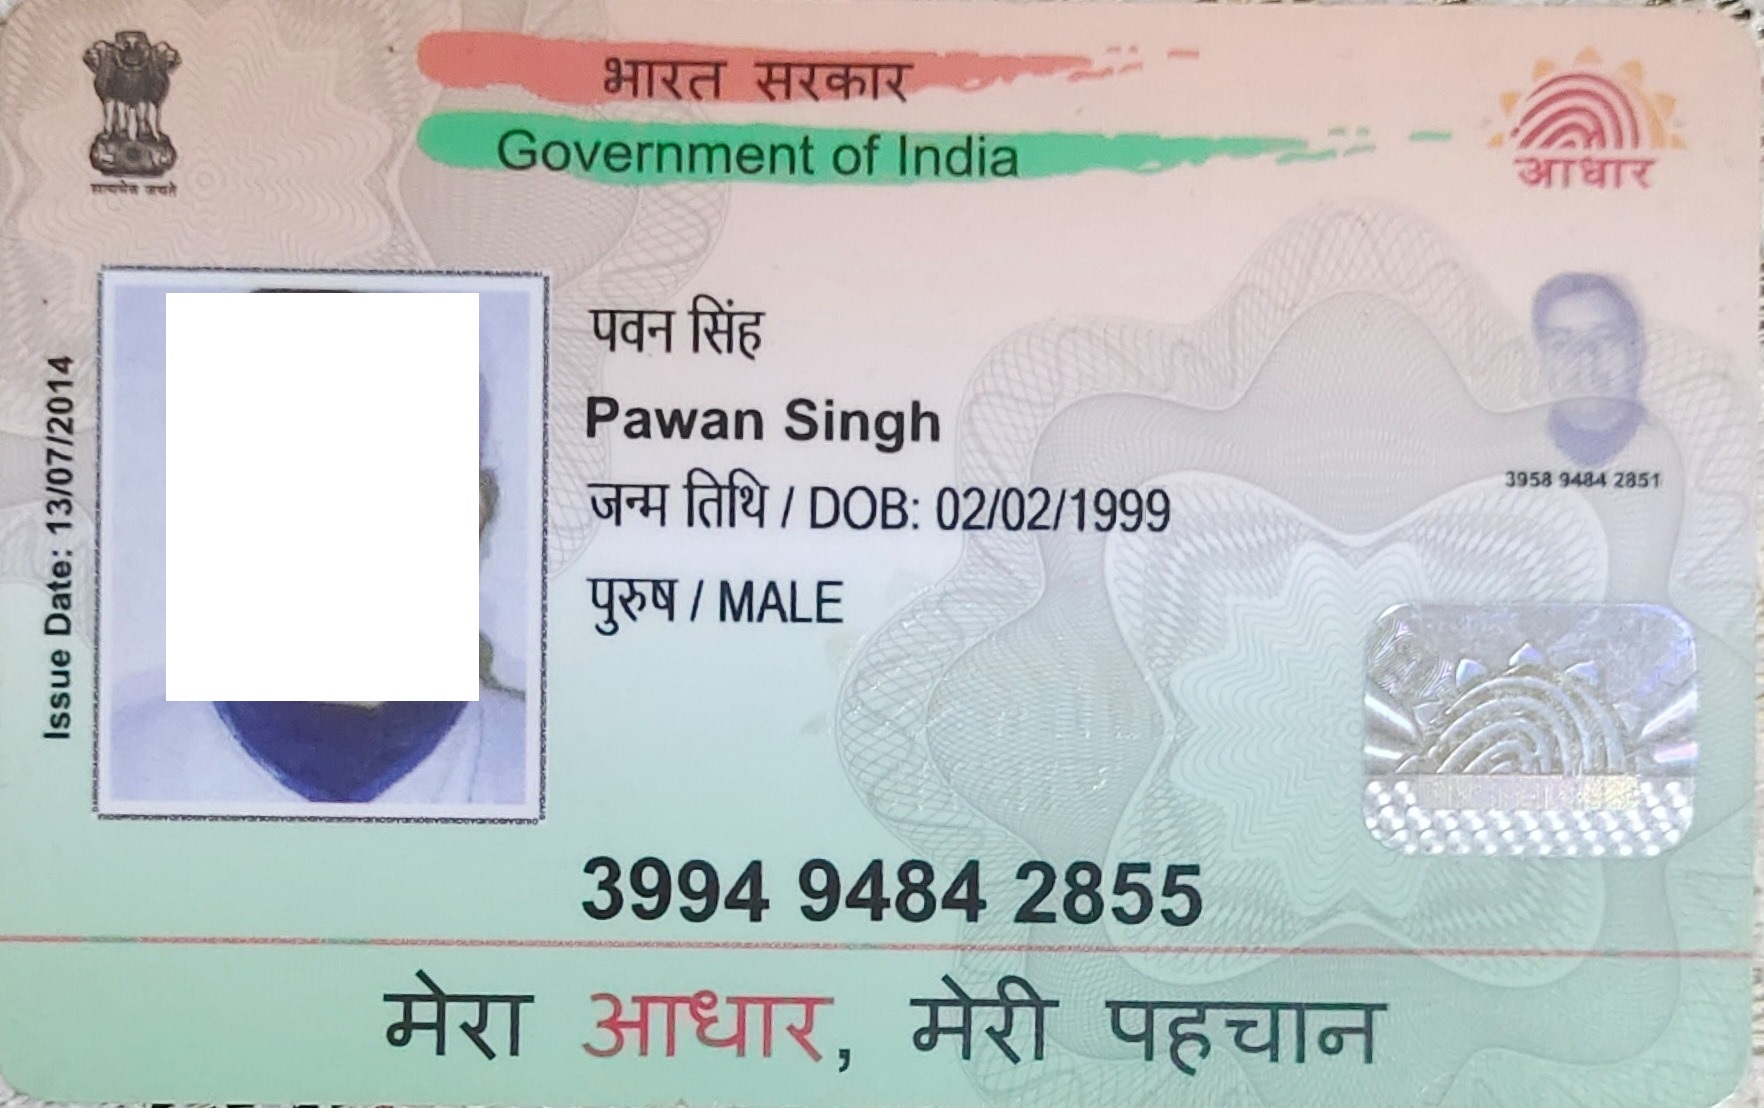 भारत सरकार
Government of India
सत्यमेव जयते
आधार
Issue Date: 13/07/2014
पवन सिंह
Pawan Singh
जन्म तिथि / DOB: 02/02/1999
पुरुष / MALE
3958 9484 2851
3994 9484 2855
मेरा आधार, मेरी पहचान